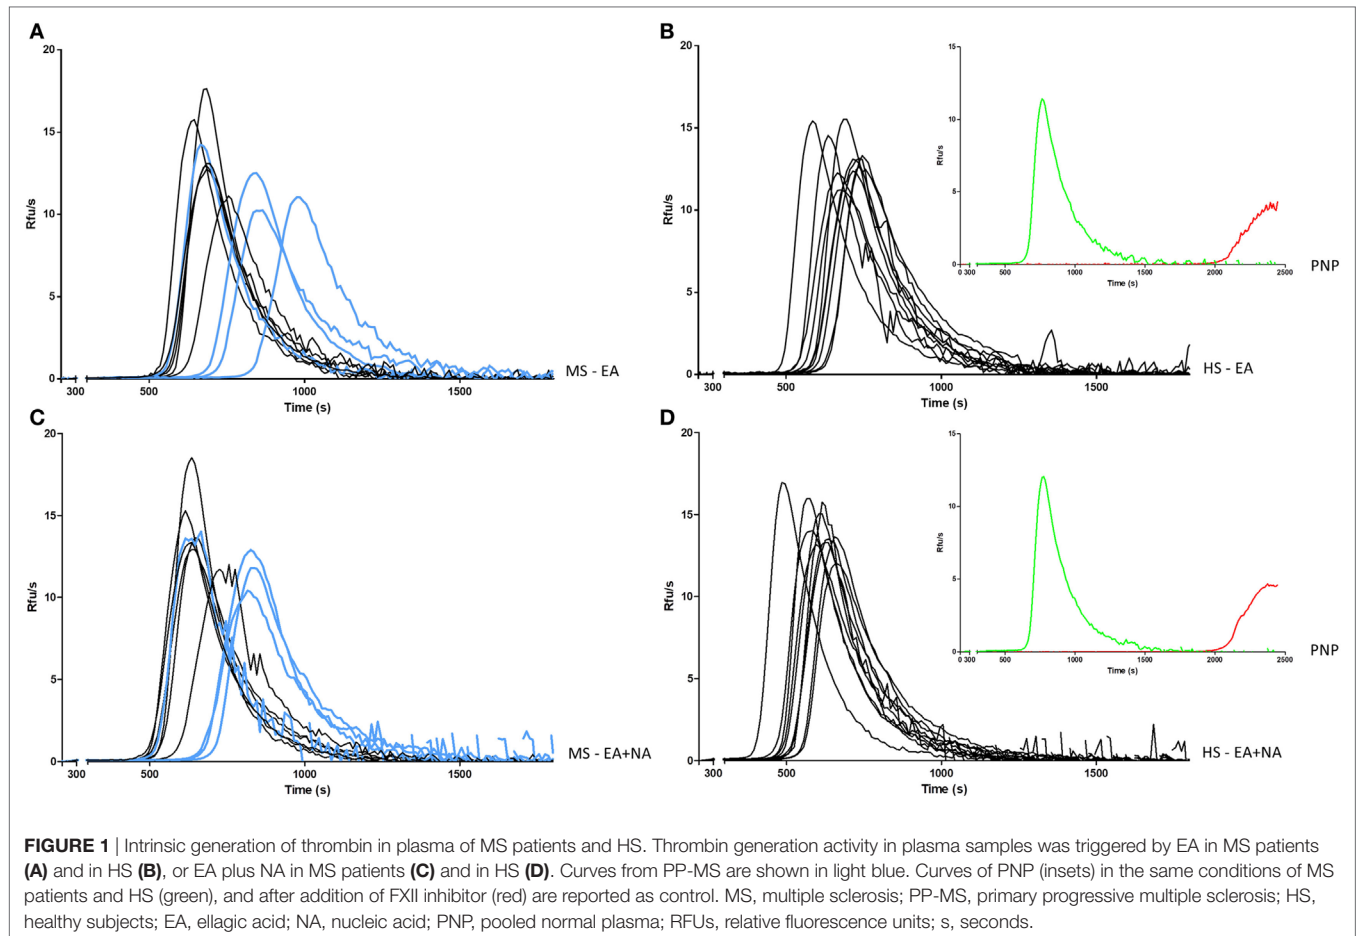 A
20
15
10
5
0
Rfu/s
300
500
1000
1500
Time (s)
MS - EA
B
20
15
10
5
0
Rfu/s
300
500
1000
1500
Time (s)
HS - EA
15
10
5
0
Rfu/s
0 300
500
1000
1500
2000
2500
Time (s)
PNP
C
20
15
10
5
0
Rfu/s
300
500
1000
1500
Time (s)
MS - EA+NA
D
20
15
10
5
0
Rfu/s
300
500
1000
1500
Time (s)
HS - EA+NA
15
10
5
0
Rfu/s
0 300
500
1000
1500
2000
2500
Time (s)
PNP
FIGURE 1 | Intrinsic generation of thrombin in plasma of MS patients and HS. Thrombin generation activity in plasma samples was triggered by EA in MS patients
(A) and in HS (B), or EA plus NA in MS patients (C) and in HS (D). Curves from PP-MS are shown in light blue. Curves of PNP (insets) in the same conditions of MS
patients and HS (green), and after addition of FXII inhibitor (red) are reported as control. MS, multiple sclerosis; PP-MS, primary progressive multiple sclerosis; HS,
healthy subjects; EA, ellagic acid; NA, nucleic acid; PNP, pooled normal plasma; RFUs, relative fluorescence units; s, seconds.